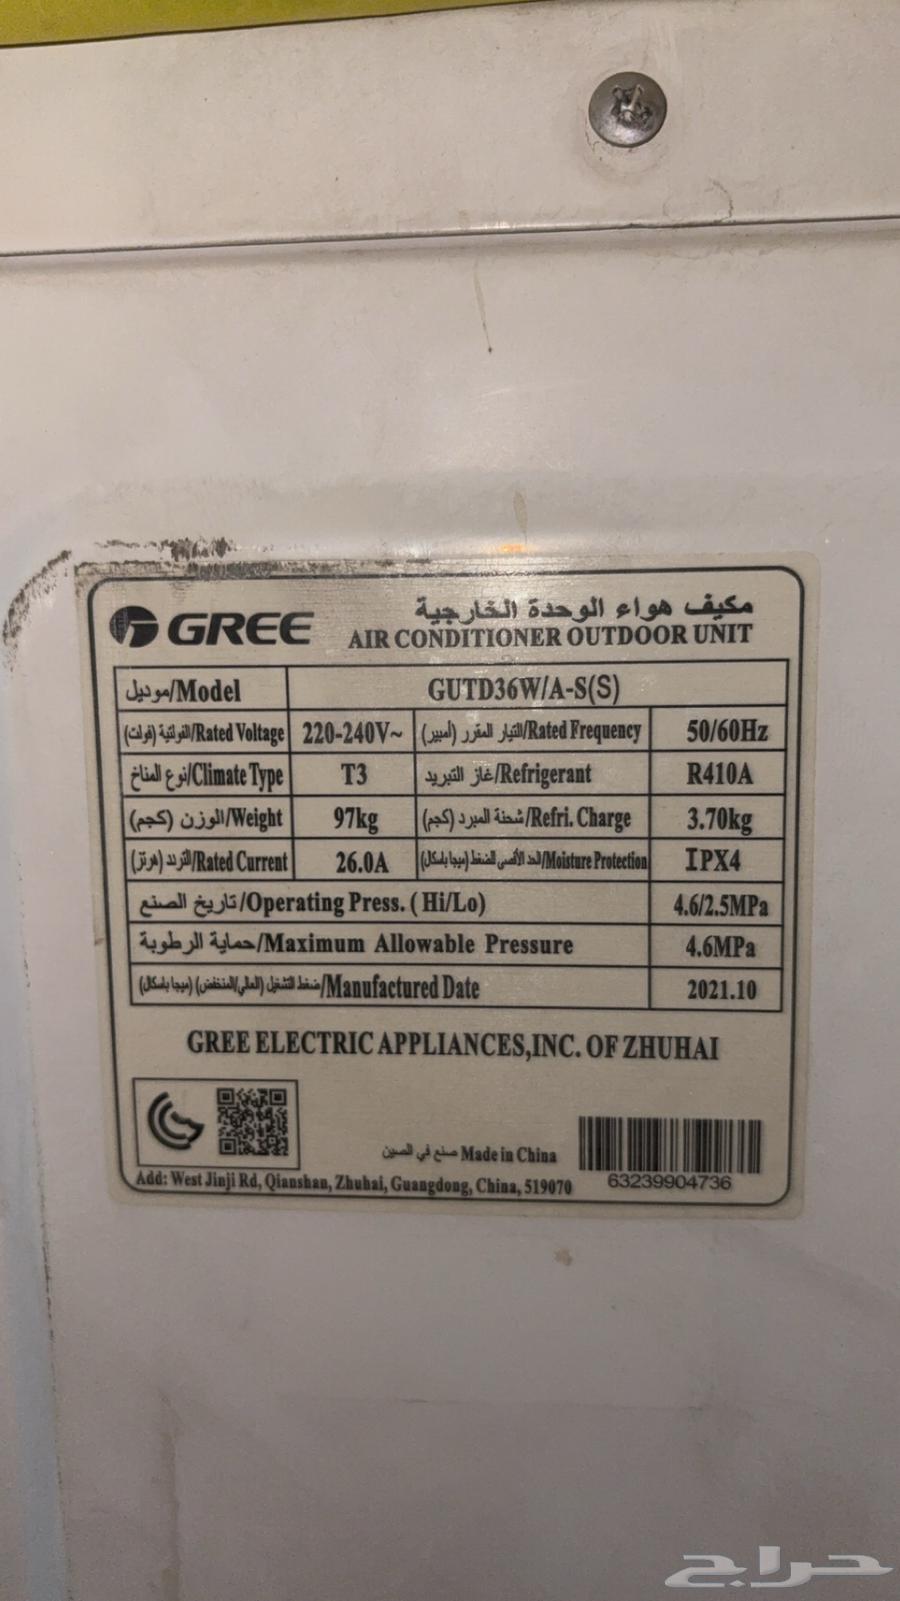 GREE
مكيف هواء الوحدة الخارجية
AIR CONDITIONER OUTDOOR UNIT
موديل/Model GUTD36W/A-S(S)
الفولتية (فولت)/Rated Voltage 220-240V~ التيار المقرر (أمبير)/Rated Frequency 50/60Hz
نوع المناخ/Climate Type T3 غاز التبريد/Refrigerant R410A
الوزن (كجم)/Weight 97kg شحنة المبرد (كجم)/Refri. Charge 3.70kg
التردد (هرتز)/Rated Current 26.0A الحد الأقصى للضغط (ميجا باسكال)/Moisture Protection IPX4
تاريخ الصنع/Operating Press. ( Hi/Lo) 4.6/2.5MPa
حماية الرطوبة/Maximum Allowable Pressure 4.6MPa
ضغط التشغيل (العالي/المنخفض) (ميجا باسكال)/Manufactured Date 2021.10
GREE ELECTRIC APPLIANCES,INC. OF ZHUHAI
صنع في الصين Made in China
63239904736
Add: West Jinji Rd, Qianshan, Zhuhai, Guangdong, China, 519070
حراج